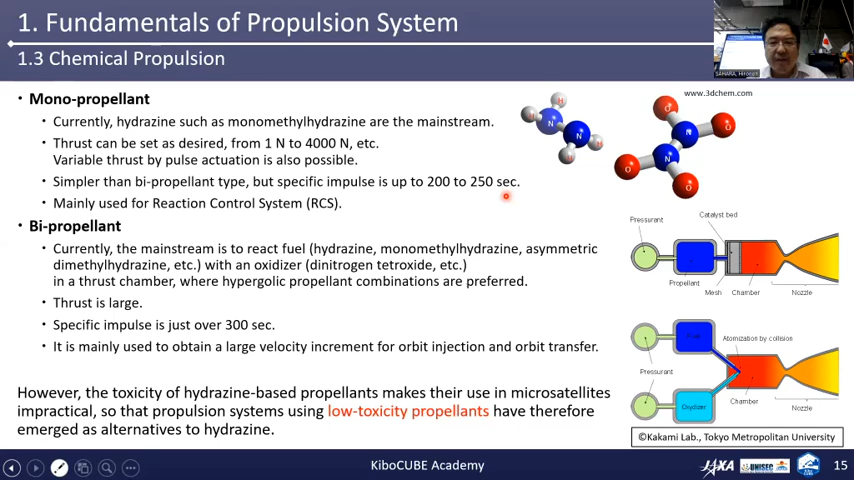 1. Fundamentals of Propulsion System
1.3 Chemical Propulsion
SAHARA, Hironori
www.3dchem.com
• Mono-propellant
• Currently, hydrazine such as monomethylhydrazine are the mainstream.
• Thrust can be set as desired, from 1 N to 4000 N, etc.
Variable thrust by pulse actuation is also possible.
• Simpler than bi-propellant type, but specific impulse is up to 200 to 250 sec.
• Mainly used for Reaction Control System (RCS).
• Bi-propellant
• Currently, the mainstream is to react fuel (hydrazine, monomethylhydrazine, asymmetric
dimethylhydrazine, etc.) with an oxidizer (dinitrogen tetroxide, etc.)
in a thrust chamber, where hypergolic propellant combinations are preferred.
• Thrust is large.
• Specific impulse is just over 300 sec.
• It is mainly used to obtain a large velocity increment for orbit injection and orbit transfer.
However, the toxicity of hydrazine-based propellants makes their use in microsatellites
impractical, so that propulsion systems using low-toxicity propellants have therefore
emerged as alternatives to hydrazine.
H
H
N
N
H
H
O
N
O
O
N
O
Pressurant
Catalyst bed
Propellant
Mesh
Chamber
Nozzle
Fuel
Atomization by collision
Pressurant
Oxydizer
Chamber
Nozzle
©Kakami Lab., Tokyo Metropolitan University
KiboCUBE Academy
JAXA
UNISEC
15